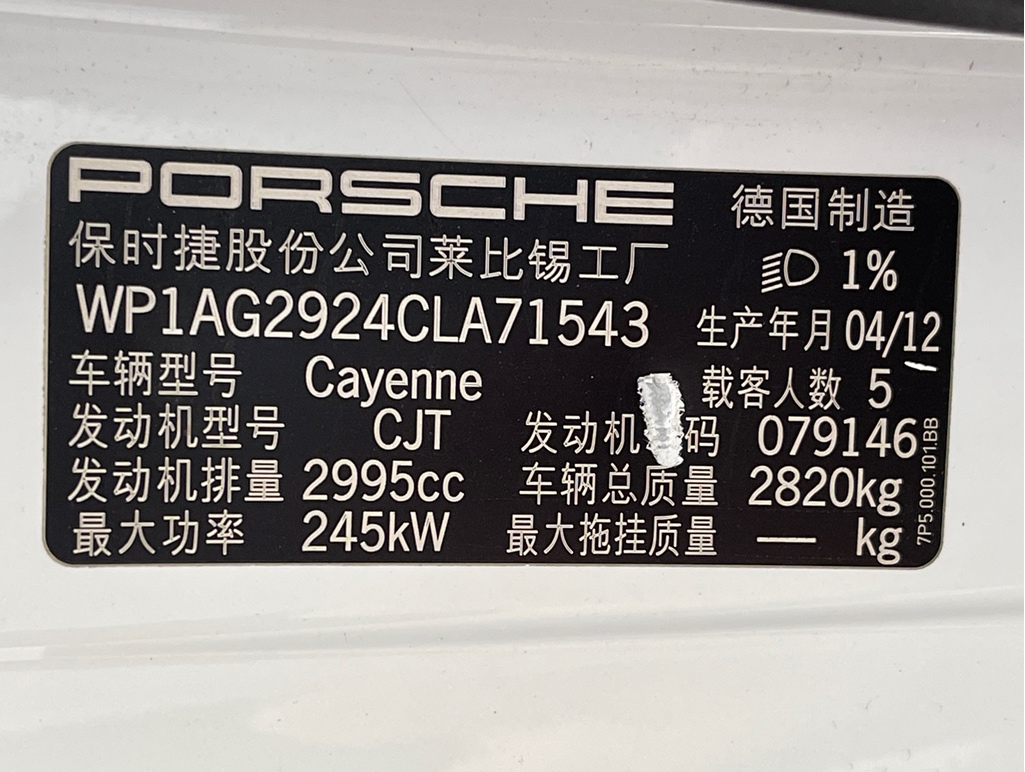 PORSCHE 德国制造
保时捷股份公司莱比锡工厂 1%
WP1AG2924CLA71543 生产年月 04/12
车辆型号 Cayenne 载客人数 5
发动机型号 CJT 发动机 码 079146
发动机排量 2995cc 车辆总质量 2820kg
最大功率 245kW 最大拖挂质量 — kg
7P5.000.101.BB